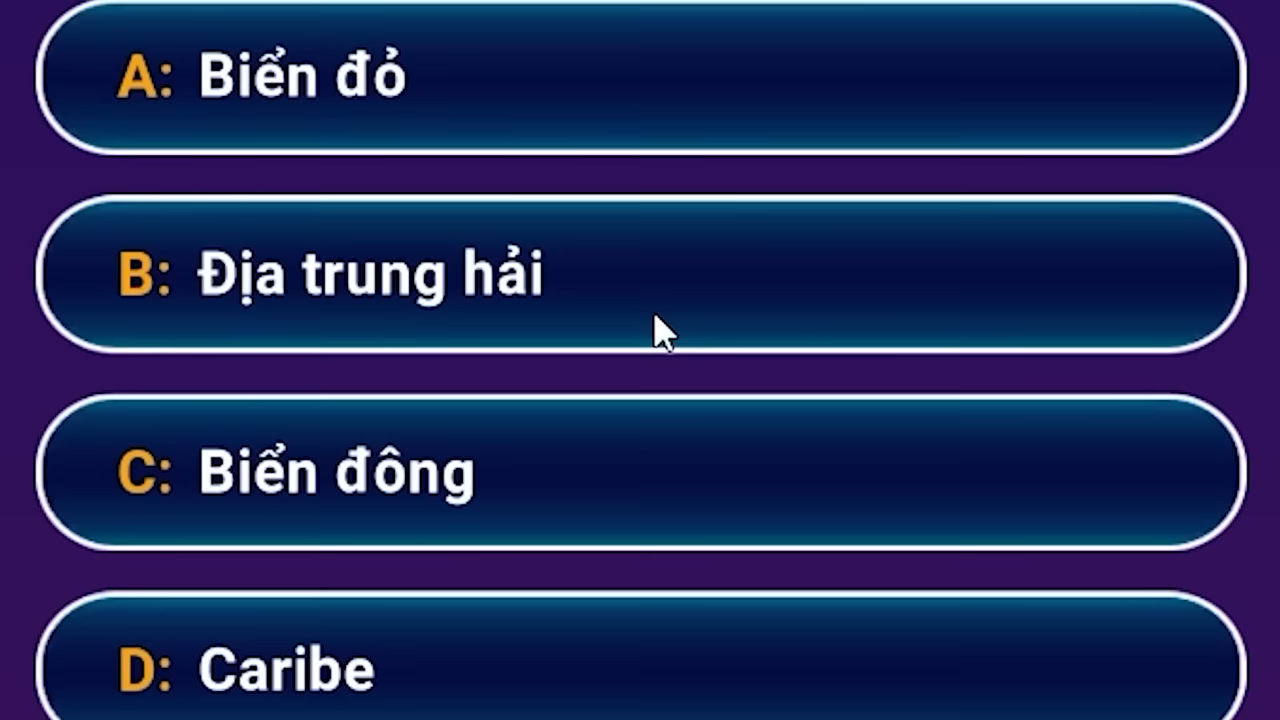 A: Biển đỏ
B: Địa trung hải
C: Biển đông
D: Caribe